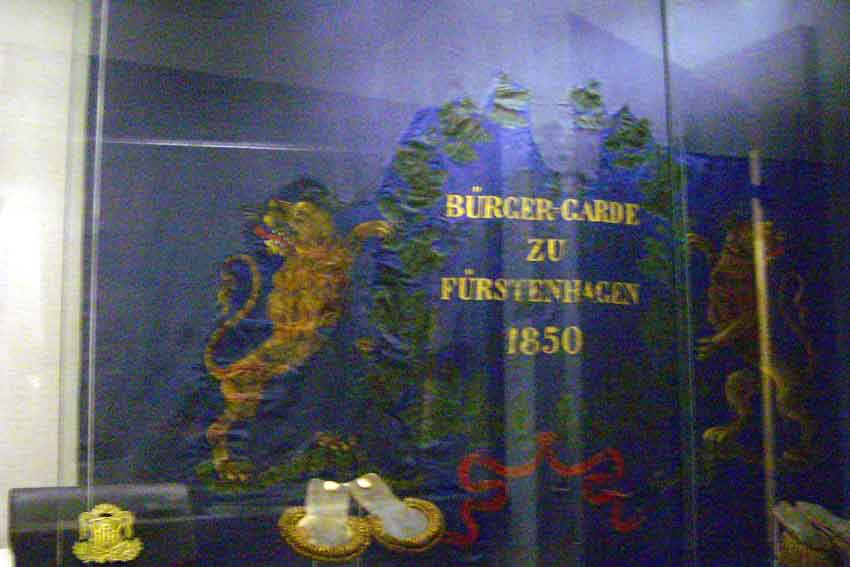 BÜRGER-GARDE
ZU
FÜRSTENHAGEN
1850